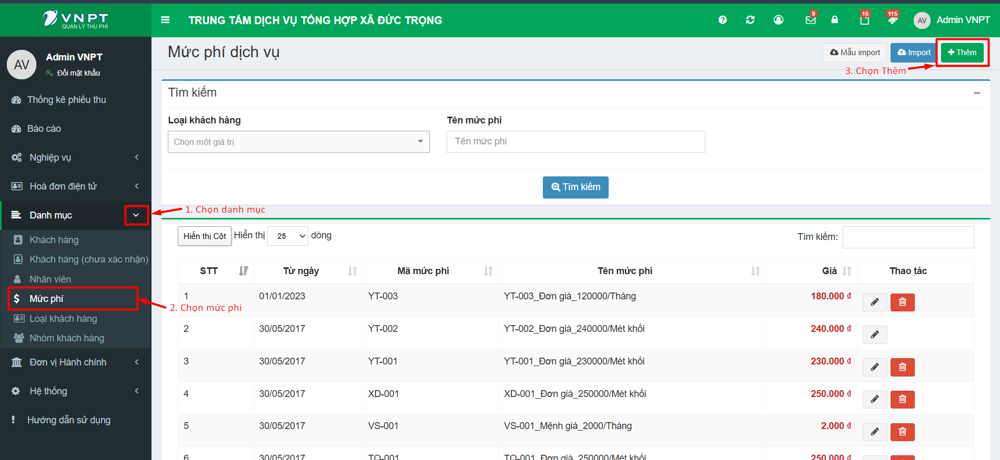 VNPT
QUẢN LÝ THU PHÍ
TRUNG TÂM DỊCH VỤ TỔNG HỢP XÃ ĐỨC TRỌNG
9
15
115
AV
Admin VNPT
AV
Admin VNPT
Đổi mật khẩu
Thống kê phiếu thu
Báo cáo
Nghiệp vụ
Hoá đơn điện tử
Danh mục
Khách hàng
Khách hàng (chưa xác nhận)
Nhân viên
Mức phí
Loại khách hàng
Nhóm khách hàng
Đơn vị Hành chính
Hệ thống
Hướng dẫn sử dụng
Mức phí dịch vụ
Mẫu import
Import
Thêm
3. Chọn Thêm
Tìm kiếm
Loại khách hàng
Tên mức phí
Chọn một giá trị
Tên mức phí
Tìm kiếm
1. Chọn danh mục
2. Chọn mức phí
Hiển thị Cột Hiển thị 25 dòng
Tìm kiếm:
STT Từ ngày Mã mức phí Tên mức phí Giá Thao tác
1 01/01/2023 YT-003 YT-003_Đơn giá_120000/Tháng 180.000 ₫
2 30/05/2017 YT-002 YT-002_Đơn giá_240000/Mét khối 240.000 ₫
3 30/05/2017 YT-001 YT-001_Đơn giá_230000/Mét khối 230.000 ₫
4 30/05/2017 XD-001 XD-001_Đơn giá_250000/Mét khối 250.000 ₫
5 30/05/2017 VS-001 VS-001_Mệnh giá_2000/Tháng 2.000 ₫
6 30/05/2017 TQ-001 TQ-001_Đơn giá_250000/Mét khối 250.000 ₫